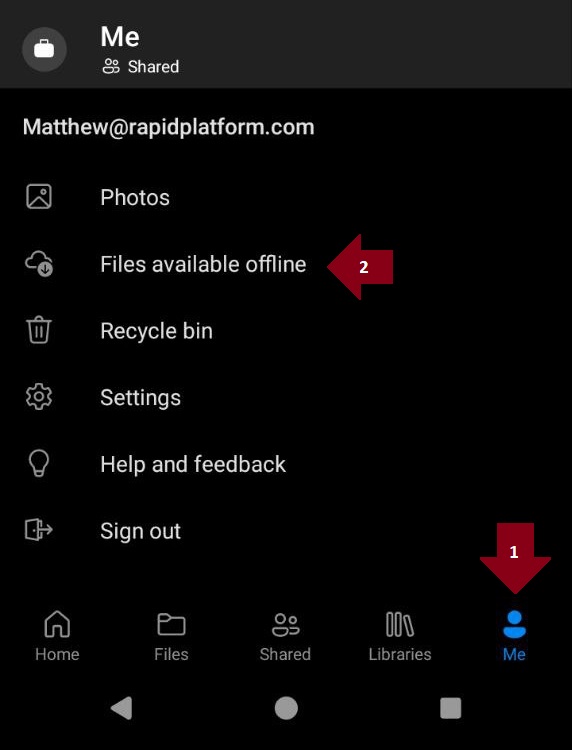 Me
Shared
Matthew@rapidplatform.com
Photos
Files available offline
2
Recycle bin
Settings
Help and feedback
Sign out
1
Home
Files
Shared
Libraries
Me